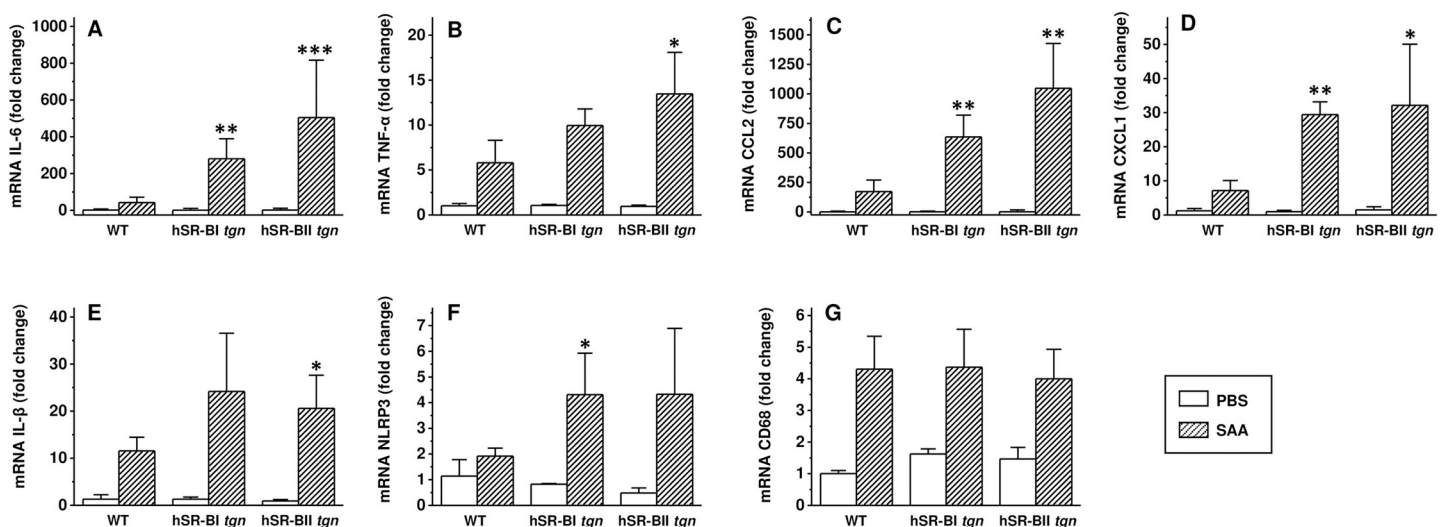 A
mRNA IL-6 (fold change)
1000
800
600
400
200
0
**
***
WT
hSR-BI tgn
hSR-BII tgn
B
mRNA TNF-α (fold change)
25
20
15
10
5
0
*
WT
hSR-BI tgn
hSR-BII tgn
C
mRNA CCL2 (fold change)
1500
1250
1000
750
500
250
0
**
**
WT
hSR-BI tgn
hSR-BII tgn
D
mRNA CXCL1 (fold change)
50
40
30
20
10
0
**
*
WT
hSR-BI tgn
hSR-BII tgn
E
mRNA IL-β (fold change)
40
30
20
10
0
*
WT
hSR-BI tgn
hSR-BII tgn
F
mRNA NLRP3 (fold change)
7
6
5
4
3
2
1
0
*
WT
hSR-BI tgn
hSR-BII tgn
G
mRNA CD68 (fold change)
6
5
4
3
2
1
0
WT
hSR-BI tgn
hSR-BII tgn
PBS
SAA